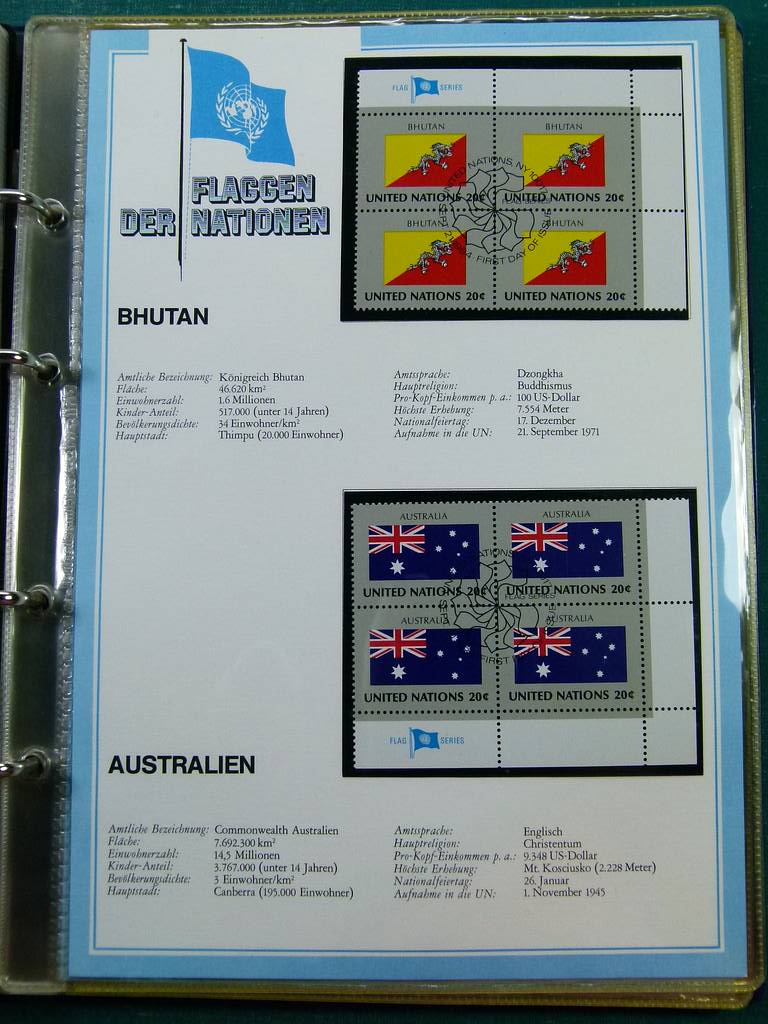 FLAGGEN
DER NATIONEN
FLAG SERIES
BHUTAN BHUTAN
UNITED NATIONS 20¢ UNITED NATIONS 20¢
BHUTAN BHUTAN
UNITED NATIONS 20¢ UNITED NATIONS 20¢
UNITED NATIONS, NY
FIRST DAY OF ISSUE
BHUTAN
Amtliche Bezeichnung: Königreich Bhutan
Fläche: 46.620 km²
Einwohnerzahl: 1.6 Millionen
Kinder-Anteil: 517.000 (unter 14 Jahren)
Bevölkerungsdichte: 34 Einwohner/km²
Hauptstadt: Thimpu (20.000 Einwohner)
Amtssprache: Dzongkha
Hauptreligion: Buddhismus
Pro-Kopf-Einkommen p. a.: 100 US-Dollar
Höchste Erhebung: 7.554 Meter
Nationalfeiertag: 17. Dezember
Aufnahme in die UN: 21. September 1971
AUSTRALIA AUSTRALIA
UNITED NATIONS 20¢ UNITED NATIONS 20¢
AUSTRALIA AUSTRALIA
UNITED NATIONS 20¢ UNITED NATIONS 20¢
FLAG SERIES
FLAG SERIES
AUSTRALIEN
Amtliche Bezeichnung: Commonwealth Australien
Fläche: 7.692.300 km²
Einwohnerzahl: 14,5 Millionen
Kinder-Anteil: 3.767.000 (unter 14 Jahren)
Bevölkerungsdichte: 3 Einwohner/km²
Hauptstadt: Canberra (195.000 Einwohner)
Amtssprache: Englisch
Hauptreligion: Christentum
Pro-Kopf-Einkommen p. a.: 9.348 US-Dollar
Höchste Erhebung: Mt. Kosciusko (2.228 Meter)
Nationalfeiertag: 26. Januar
Aufnahme in die UN: 1. November 1945